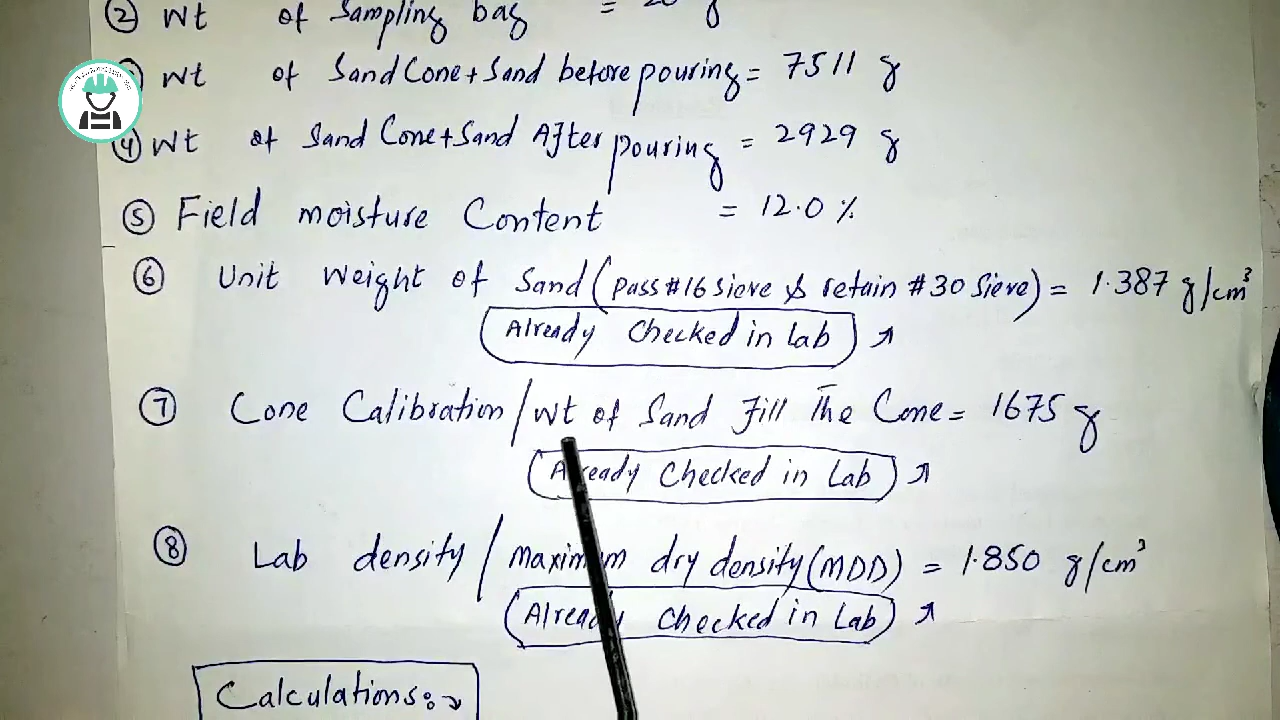 ② Wt of Sampling bag = g
Wt of Sand Cone + Sand before pouring = 7511 g
④ Wt of Sand Cone + Sand After pouring = 2929 g
⑤ Field moisture Content = 12.0 %
⑥ Unit Weight of Sand (pass #16 sieve & retain #30 Sieve) = 1.387 g/cm³
Already Checked in lab ↗
⑦ Cone Calibration / Wt of Sand Fill The Cone = 1675 g
Already Checked in Lab ↗
⑧ Lab density / maximum dry density (MDD) = 1.850 g/cm³
Already Checked in Lab ↗
Calculations: